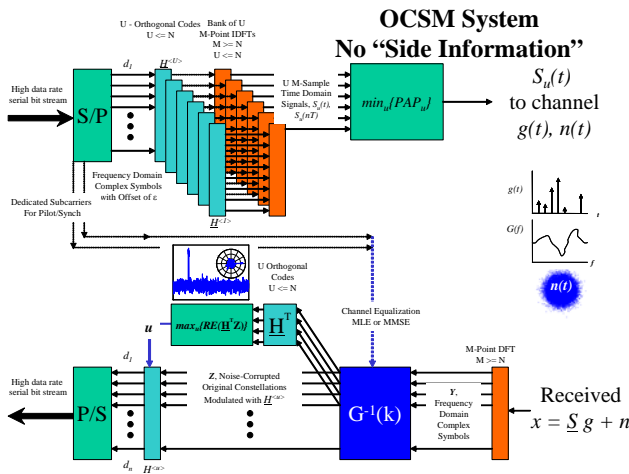 OCSM System
No “Side Information”
U - Orthogonal Codes
U <= N
Bank of U
M-Point IDFTs
M >= N
U <= N
d1
H<U>
High data rate
serial bit stream
S/P
U M-Sample
Time Domain
Signals, Su(t),
Su(nT)
minu{PAPu}
Su(t)
to channel
g(t), n(t)
Frequency Domain
Complex Symbols
with Offset of ε
H<1>
Dedicated Subcarriers
For Pilot/Synch
g(t)
t
G(f)
f
n(t)
U Orthogonal
Codes
U <= N
Channel Equalization
MLE or MMSE
u
maxu{RE(HTZ)}
HT
M-Point DFT
M >= N
d1
High data rate
serial bit stream
P/S
Z, Noise-Corrupted
Original Constellations
Modulated with H<u>
G-1(k)
Y,
Frequency
Domain
Complex
Symbols
Received
x = S g + n
dn
H<u>